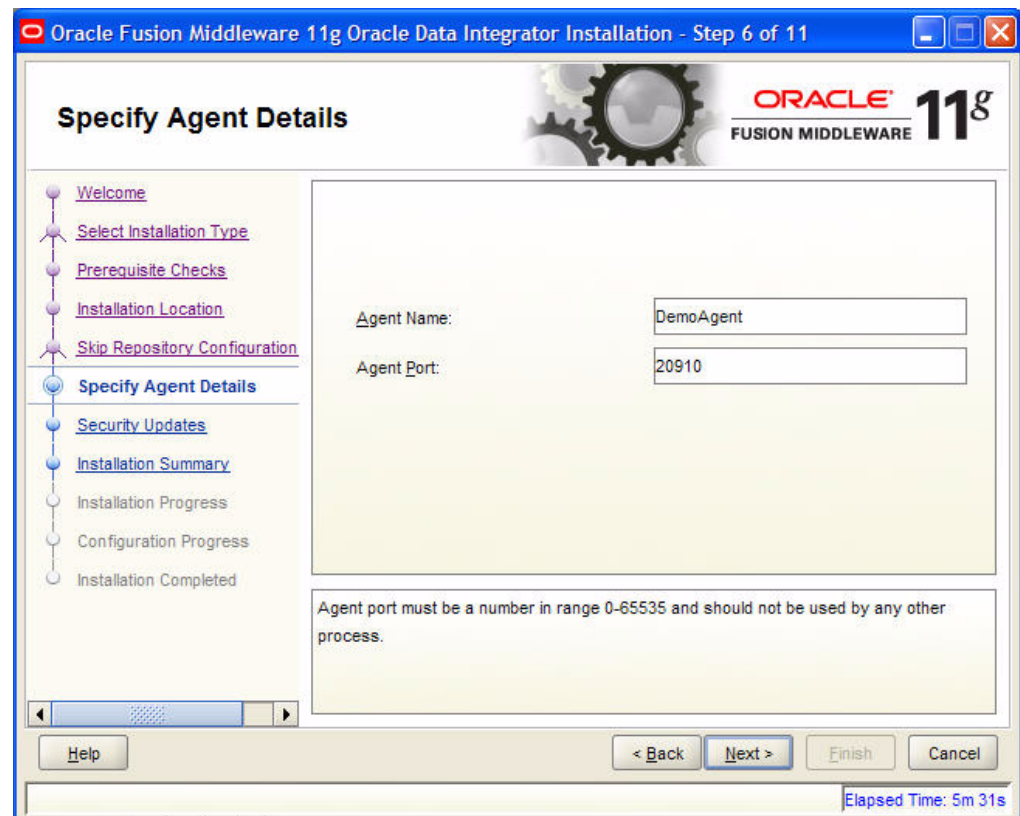 Oracle Fusion Middleware 11g Oracle Data Integrator Installation - Step 6 of 11
Specify Agent Details
ORACLE 11g
FUSION MIDDLEWARE
Welcome
Select Installation Type
Prerequisite Checks
Installation Location
Skip Repository Configuration
Specify Agent Details
Security Updates
Installation Summary
Installation Progress
Configuration Progress
Installation Completed
Agent Name: DemoAgent
Agent Port: 20910
Agent port must be a number in range 0-65535 and should not be used by any other
process.
Help < Back Next > Finish Cancel
Elapsed Time: 5m 31s